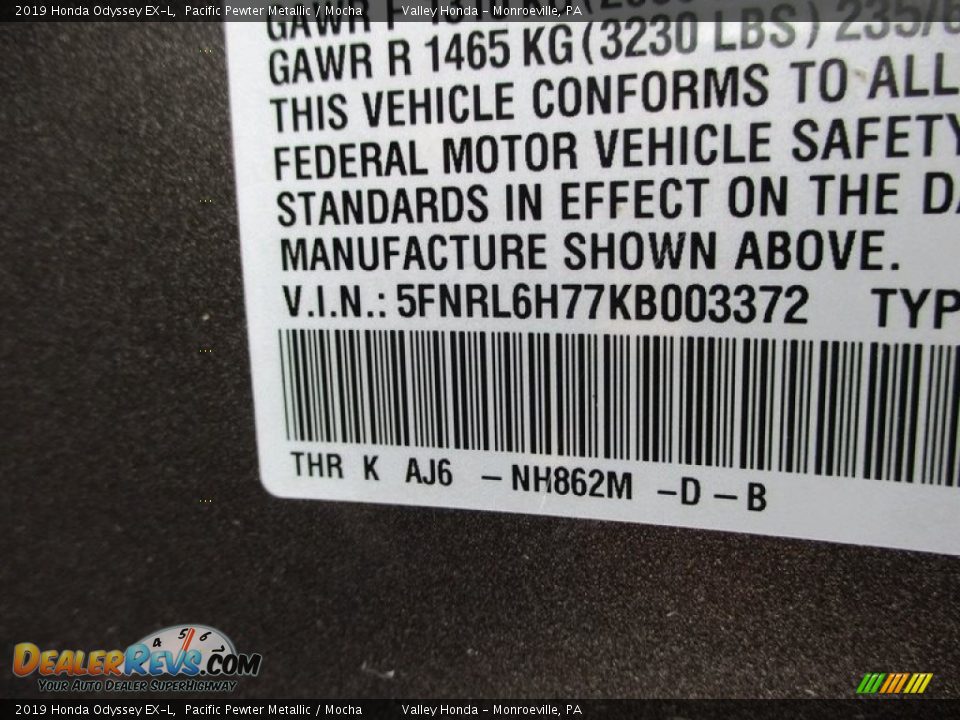 2019 Honda Odyssey EX-L, Pacific Pewter Metallic / Mocha Valley Honda - Monroeville, PA
GAWR R 1465 KG (3230 LBS)
THIS VEHICLE CONFORMS TO ALL
FEDERAL MOTOR VEHICLE SAFETY
STANDARDS IN EFFECT ON THE DA
MANUFACTURE SHOWN ABOVE.
V.I.N.: 5FNRL6H77KB003372 TYP
THR K AJ6 - NH862M - D - B
4 5 6
DEALERREVS.COM
YOUR AUTO DEALER SUPERHIGHWAY
2019 Honda Odyssey EX-L, Pacific Pewter Metallic / Mocha Valley Honda - Monroeville, PA